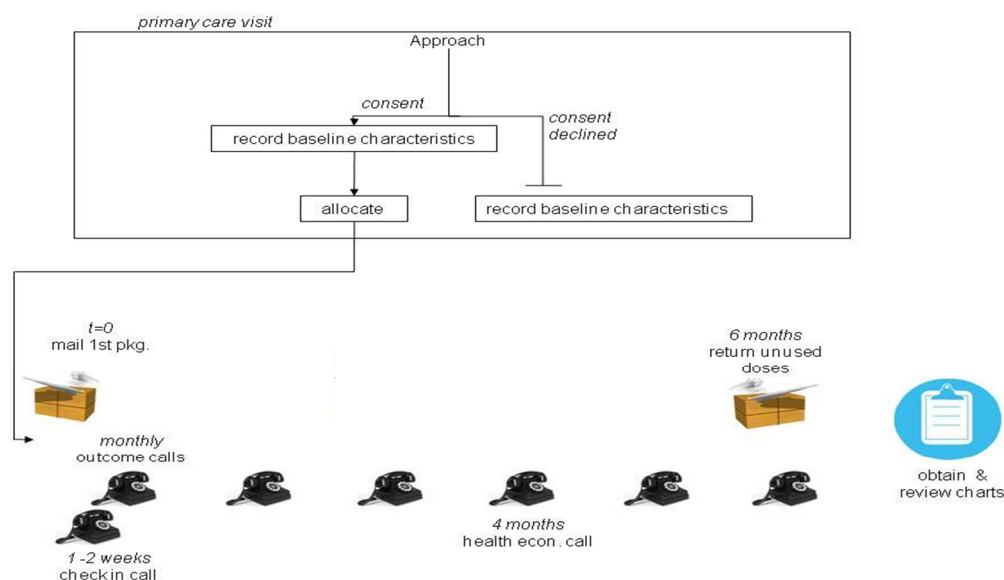 primary care visit
Approach
consent
consent
declined
record baseline characteristics
allocate
record baseline characteristics
t=0
mail 1st pkg.
6 months
return unused
doses
monthly
outcome calls
obtain &
review charts
4 months
health econ. call
1-2 weeks
check in call